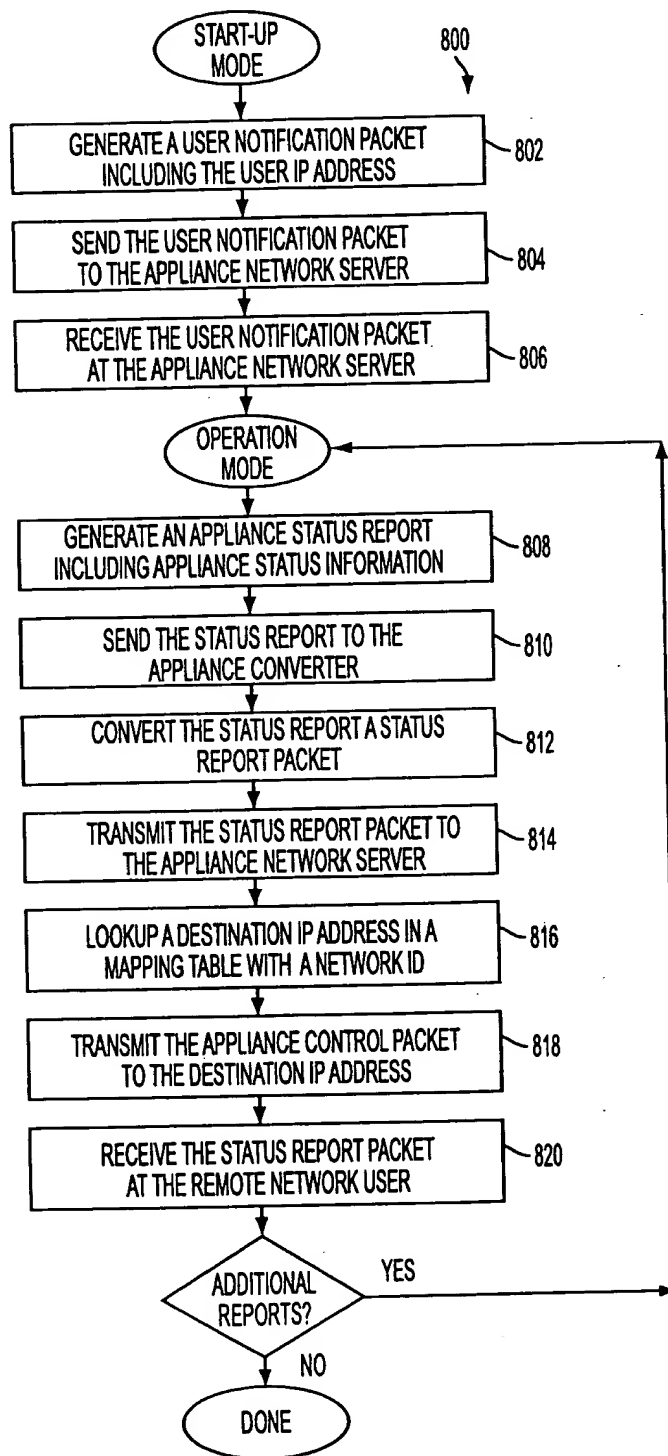 START-UP
MODE
800
GENERATE A USER NOTIFICATION PACKET
INCLUDING THE USER IP ADDRESS
802
SEND THE USER NOTIFICATION PACKET
TO THE APPLIANCE NETWORK SERVER
804
RECEIVE THE USER NOTIFICATION PACKET
AT THE APPLIANCE NETWORK SERVER
806
OPERATION
MODE
GENERATE AN APPLIANCE STATUS REPORT
INCLUDING APPLIANCE STATUS INFORMATION
808
SEND THE STATUS REPORT TO THE
APPLIANCE CONVERTER
810
CONVERT THE STATUS REPORT A STATUS
REPORT PACKET
812
TRANSMIT THE STATUS REPORT PACKET TO
THE APPLIANCE NETWORK SERVER
814
LOOKUP A DESTINATION IP ADDRESS IN A
MAPPING TABLE WITH A NETWORK ID
816
TRANSMIT THE APPLIANCE CONTROL PACKET
TO THE DESTINATION IP ADDRESS
818
RECEIVE THE STATUS REPORT PACKET
AT THE REMOTE NETWORK USER
820
ADDITIONAL
REPORTS?
YES
NO
DONE